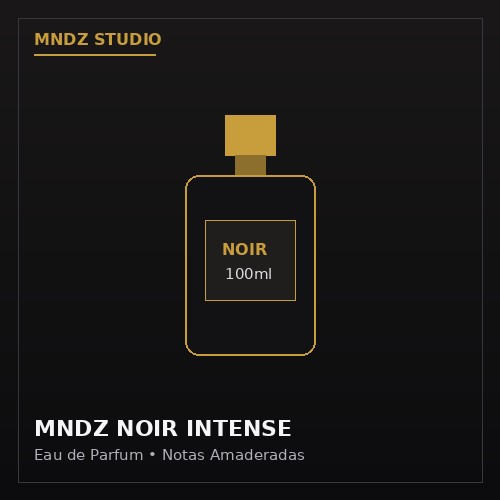 MNDZ STUDIO
NOIR
100ml
MNDZ NOIR INTENSE
Eau de Parfum • Notas Amaderadas